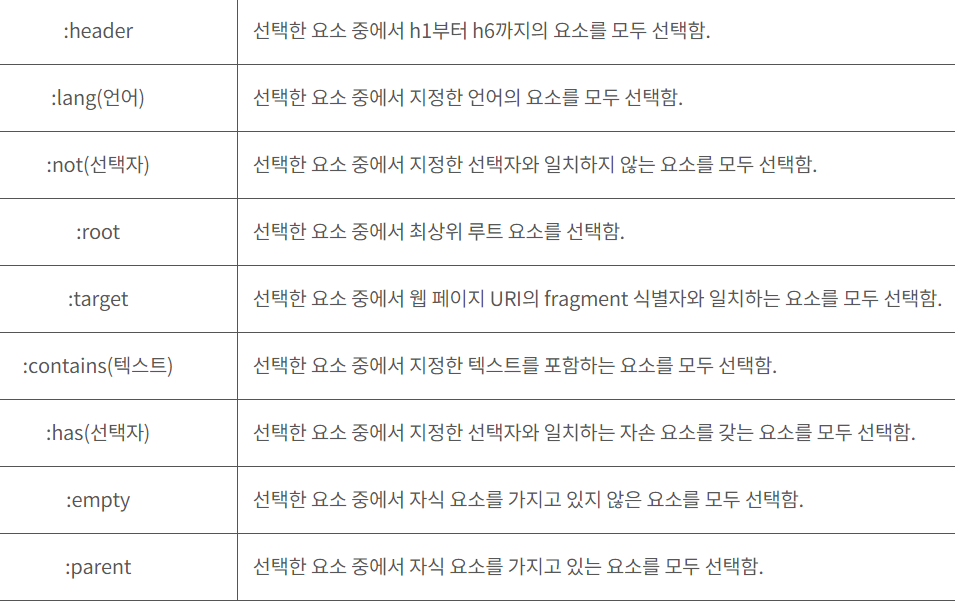 :header 선택한 요소 중에서 h1부터 h6까지의 요소를 모두 선택함.
:lang(언어) 선택한 요소 중에서 지정한 언어의 요소를 모두 선택함.
:not(선택자) 선택한 요소 중에서 지정한 선택자와 일치하지 않는 요소를 모두 선택함.
:root 선택한 요소 중에서 최상위 루트 요소를 선택함.
:target 선택한 요소 중에서 웹 페이지 URI의 fragment 식별자와 일치하는 요소를 모두 선택함.
:contains(텍스트) 선택한 요소 중에서 지정한 텍스트를 포함하는 요소를 모두 선택함.
:has(선택자) 선택한 요소 중에서 지정한 선택자와 일치하는 자손 요소를 갖는 요소를 모두 선택함.
:empty 선택한 요소 중에서 자식 요소를 가지고 있지 않은 요소를 모두 선택함.
:parent 선택한 요소 중에서 자식 요소를 가지고 있는 요소를 모두 선택함.